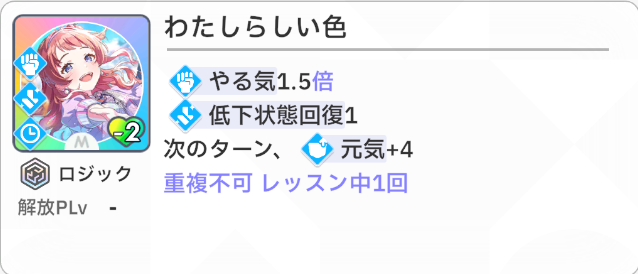 わたしらしい色
やる気1.5倍
低下状態回復1
次のターン、元気+4
重複不可 レッスン中1回
-2
M
ロジック
解放PLv -